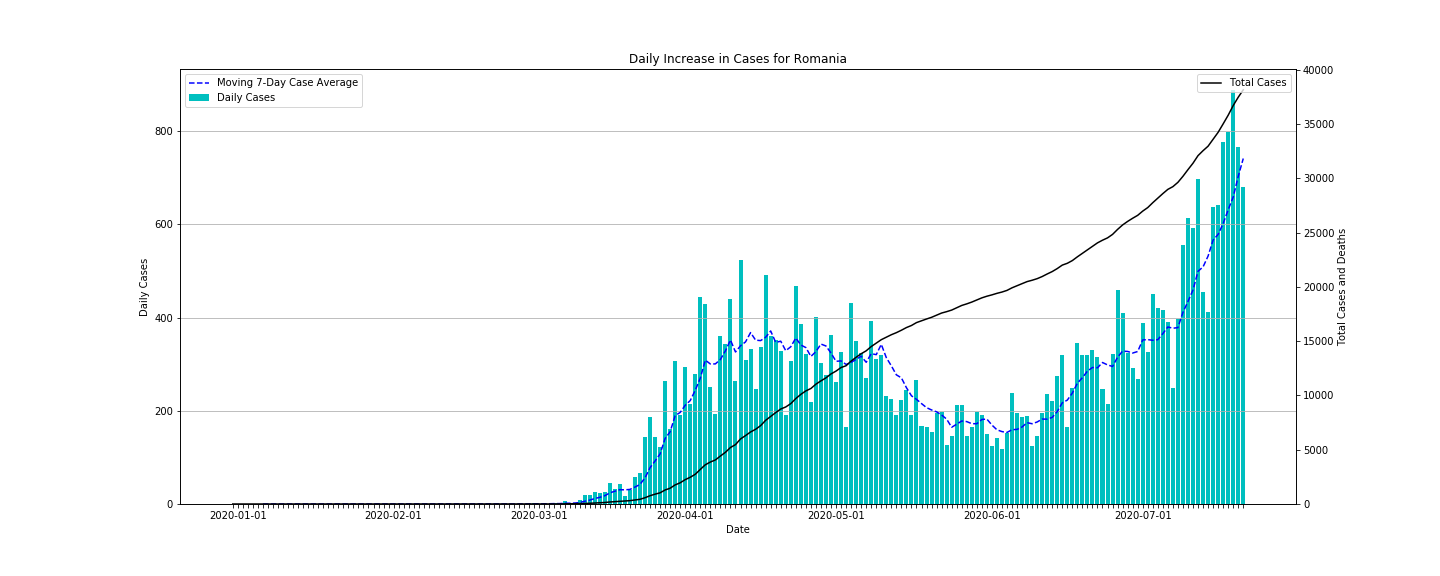 Daily Increase in Cases for Romania
Moving 7-Day Case Average
Daily Cases
Total Cases
Daily Cases
800
600
400
200
0
40000
35000
30000
25000
20000
15000
10000
5000
0
Total Cases and Deaths
2020-01-01 2020-02-01 2020-03-01 2020-04-01 2020-05-01 2020-06-01 2020-07-01
Date